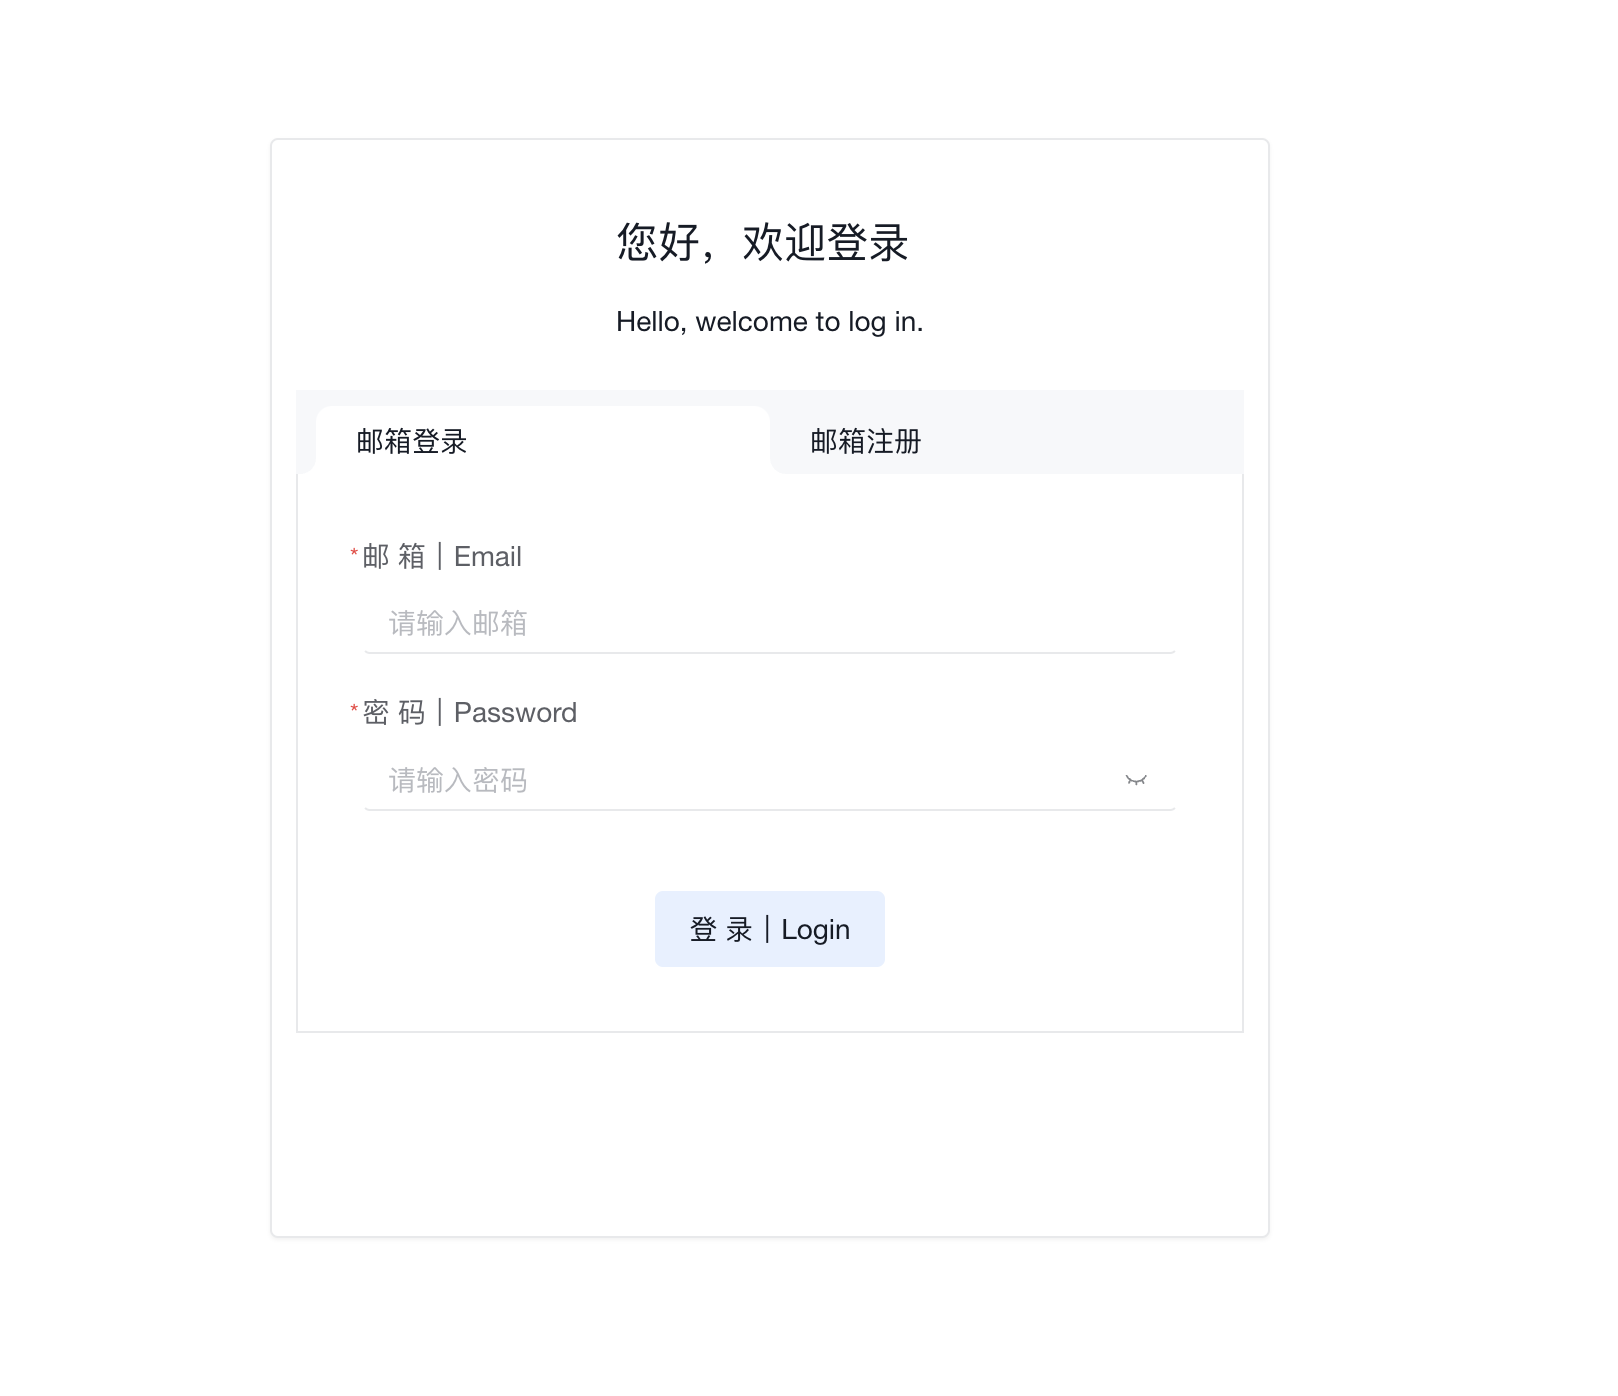 您好，欢迎登录
Hello, welcome to log in.
邮箱登录
邮箱注册
*邮 箱｜Email
请输入邮箱
*密 码｜Password
请输入密码
登 录｜Login